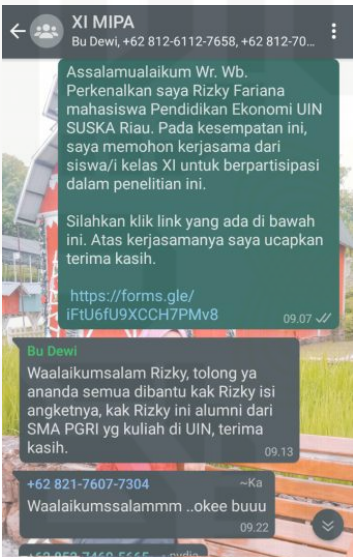 XI MIPA
Bu Dewi, +62 812-6112-7658, +62 812-70...
Assalamualaikum Wr. Wb.
Perkenalkan saya Rizky Fariana
mahasiswa Pendidikan Ekonomi UIN
SUSKA Riau. Pada kesempatan ini,
saya memohon kerjasama dari
siswa/i kelas XI untuk berpartisipasi
dalam penelitian ini.
Silahkan klik link yang ada di bawah
ini. Atas kerjasamanya saya ucapkan
terima kasih.
https://forms.gle/
iFtU6fU9XCCH7PMv8 09.07
Bu Dewi
Waalaikumsalam Rizky, tolong ya
ananda semua dibantu kak Rizky isi
angketnya, kak Rizky ini alumni dari
SMA PGRI yg kuliah di UIN, terima
kasih. 09.13
+62 821-7607-7304 ~Ka
Waalaikumssalammm ..okee buuu
09.22